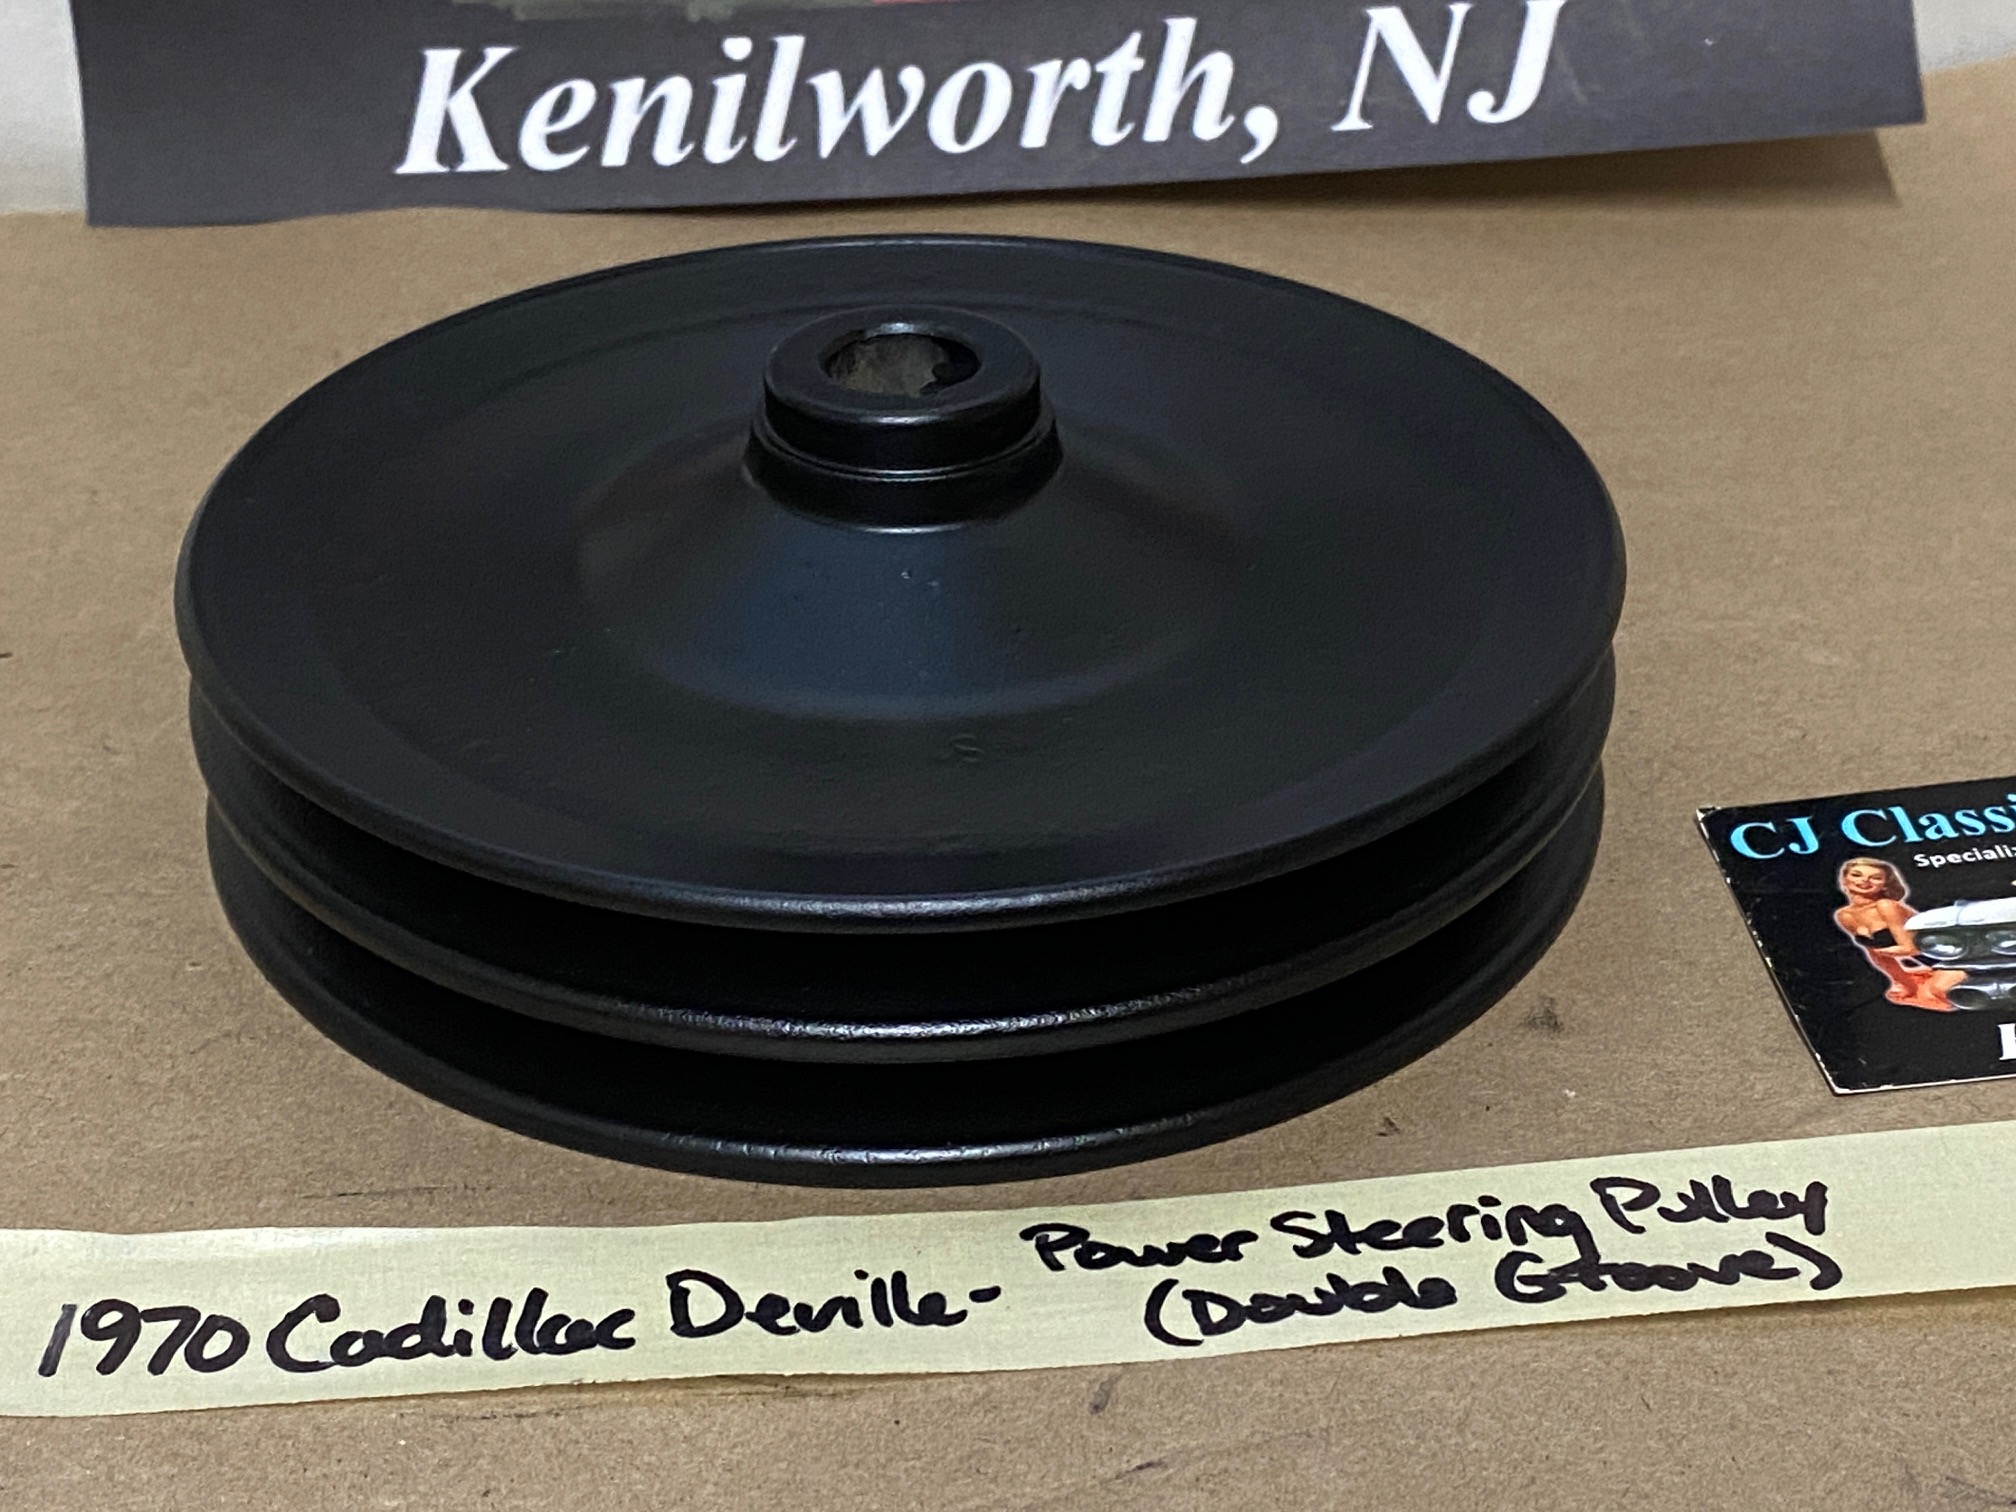 Kenilworth, NJ
CJ Classi
Specializ
1970 Cadillac Deville- Power Steering Pulley
(Double Groove)